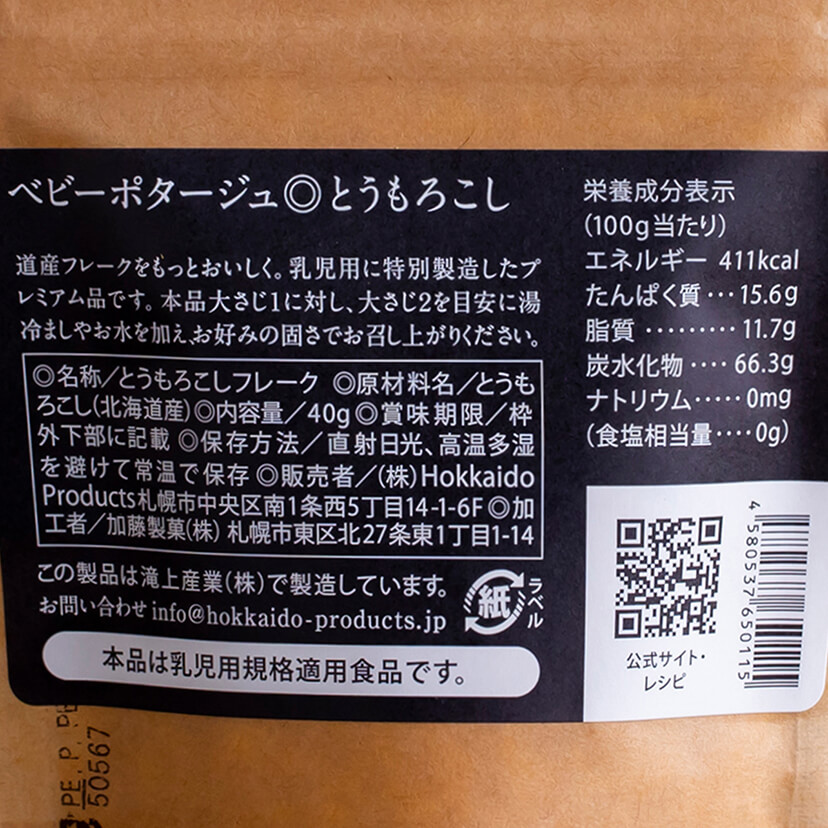 ベビーポタージュ◎とうもろこし
道産フレークをもっとおいしく。乳児用に特別製造したプ
レミアム品です。本品大さじ1に対し、大さじ2を目安に湯
冷ましやお水を加え、お好みの固さでお召し上がりください。
◎名称／とうもろこしフレーク ◎原材料名／とうも
ろこし(北海道産)◎内容量／40g◎賞味期限／枠
外下部に記載 ◎保存方法／直射日光、高温多湿
を避けて常温で保存 ◎販売者／(株)Hokkaido
Products札幌市中央区南1条西5丁目14-1-6F ◎加
工者／加藤製菓(株) 札幌市東区北27条東1丁目1-14
この製品は滝上産業(株)で製造しています。
お問い合わせ info@hokkaido-products.jp
紙
ラベル
本品は乳児用規格適用食品です。
栄養成分表示
(100g当たり)
エネルギー 411kcal
たんぱく質…15.6g
脂質………11.7g
炭水化物‥‥66.3g
ナトリウム‥‥‥0mg
(食塩相当量‥‥0g)
4580537650115
公式サイト・
レシピ
PE, P, PE
50567